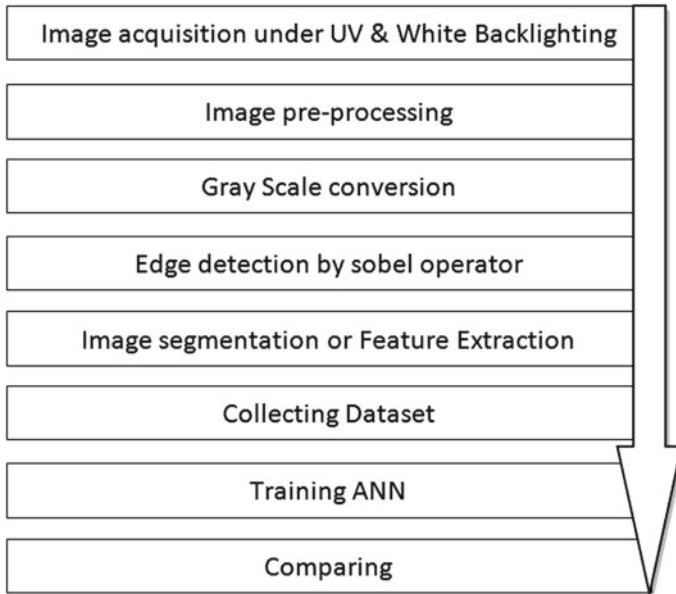 Image acquisition under UV & White Backlighting
Image pre-processing
Gray Scale conversion
Edge detection by sobel operator
Image segmentation or Feature Extraction
Collecting Dataset
Training ANN
Comparing